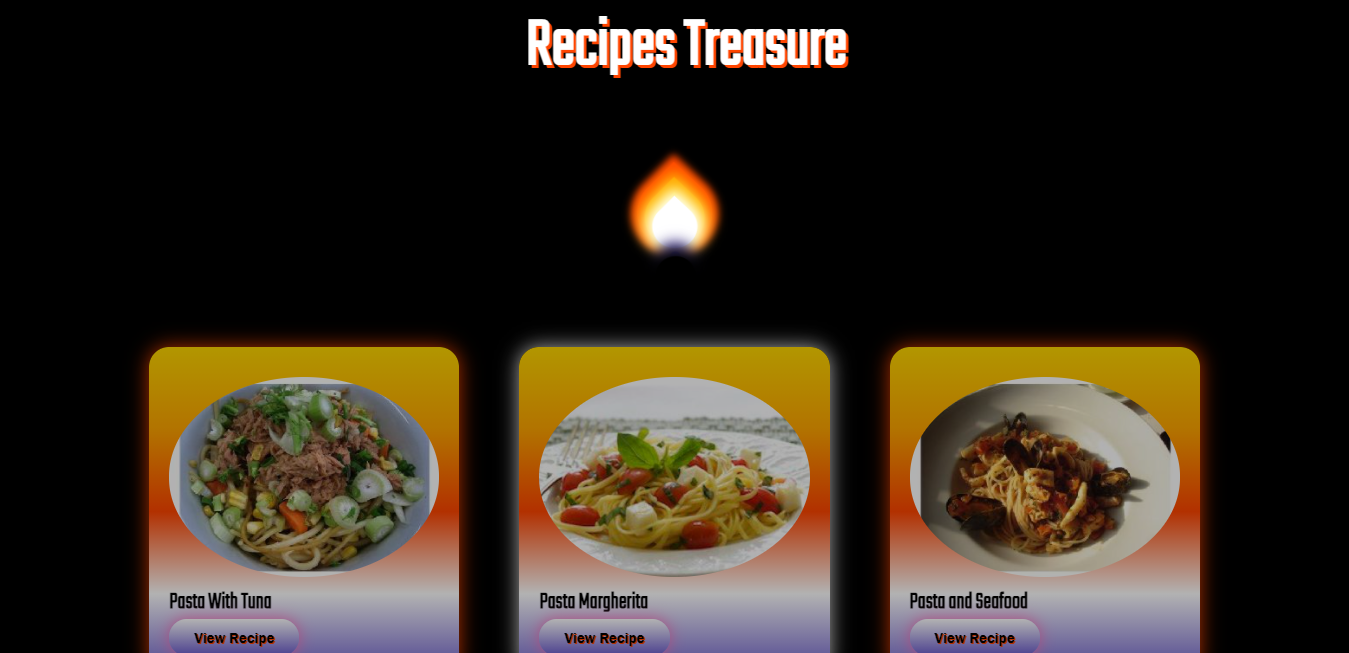 Recipes Treasure
Pasta With Tuna
Pasta Margherita
Pasta and Seafood
View Recipe
View Recipe
View Recipe